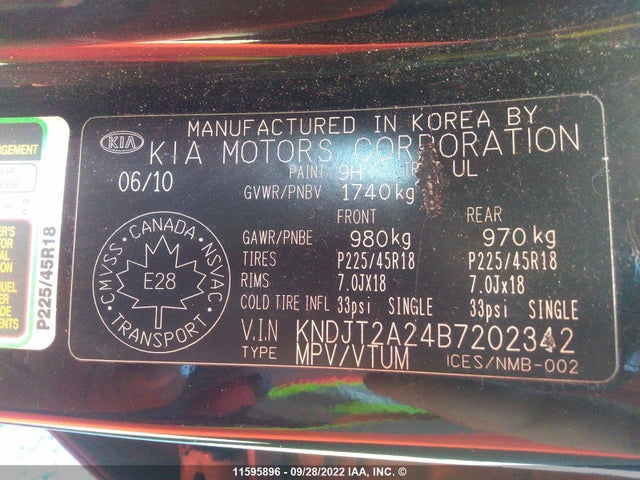 MANUFACTURED IN KOREA BY
KIA KIA MOTORS CORPORATION
06/10 PAINT 9H UL
GVWR/PNBV 1740kg
FRONT REAR
GAWR/PNBE 980kg 970kg
TIRES P225/45R18 P225/45R18
RIMS 7.0JX18 7.0Jx18
COLD TIRE INFL 33psi SINGLE 33psi SINGLE
V.I.N KNDJT2A24B7202342
TYPE MPV/VTUM ICES/NMB-002
CMVSS · CANADA · NSVAC
E28
TRANSPORT
P225/45R18
11595896 - 09/28/2022 IAA, INC. ©